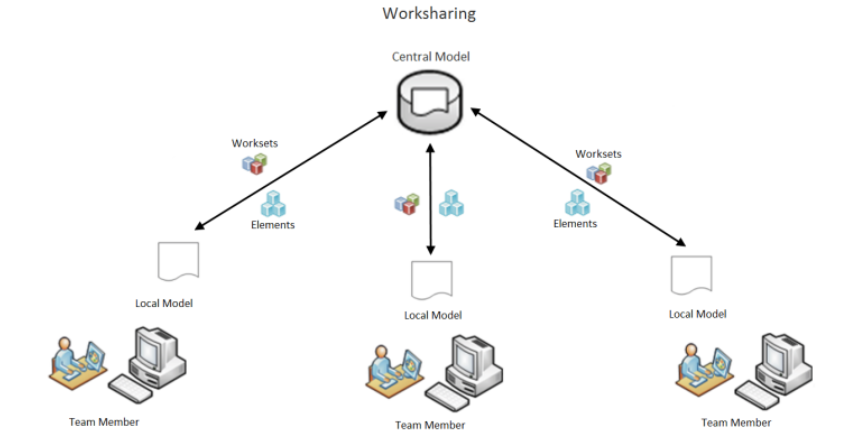 Worksharing
Central Model
Worksets
Worksets
Elements
Elements
Local Model
Local Model
Local Model
Team Member
Team Member
Team Member